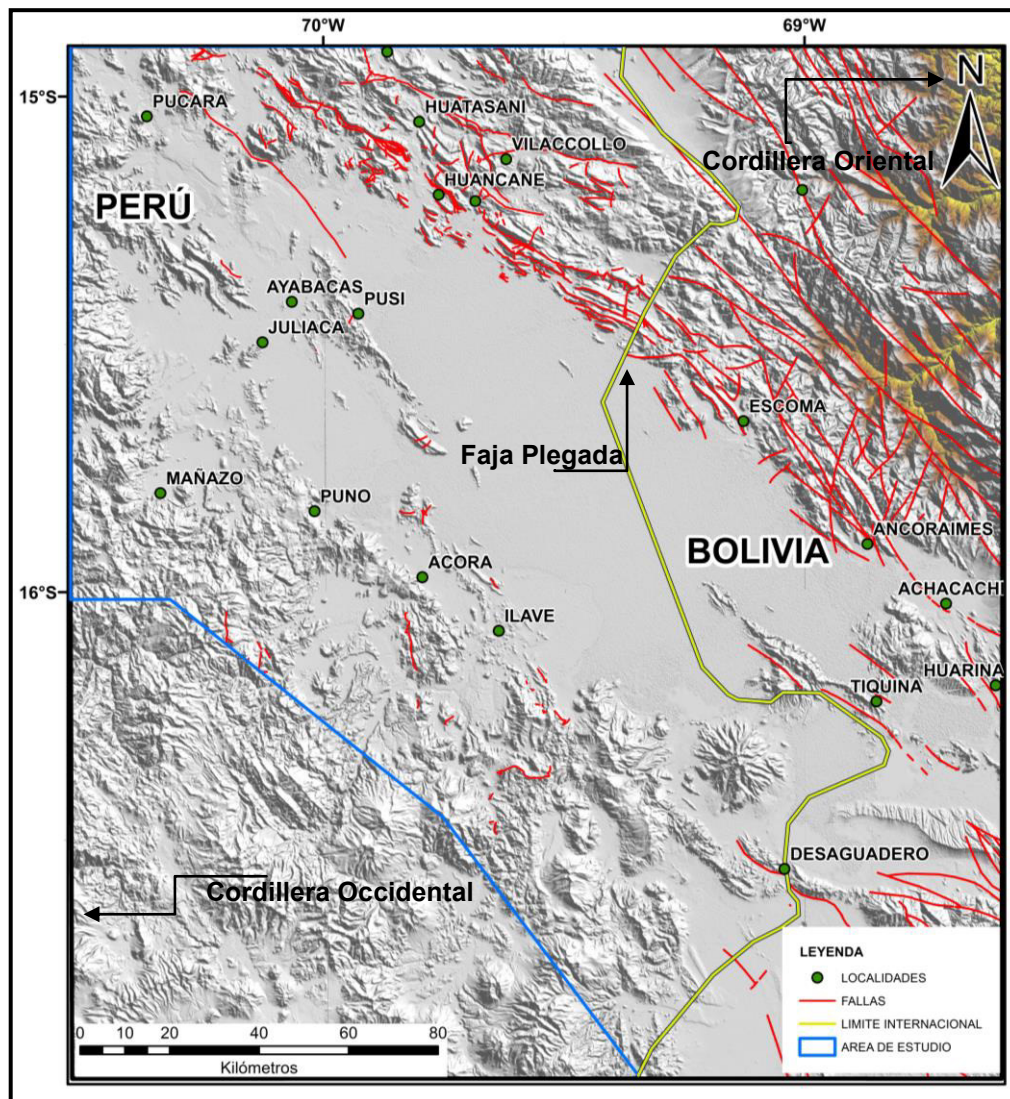 70°W
69°W
N
15°S
PUCARA
HUATASANI
VILACCOLLO
Cordillera Oriental
HUANCANE
PERÚ
AYABACAS
PUSI
JULIACA
ESCOMA
Faja Plegada
MAÑAZO
PUNO
ANCORAIMES
BOLIVIA
ACORA
16°S
ACHACACHI
ILAVE
HUARINA
TIQUINA
DESAGUADERO
Cordillera Occidental
LEYENDA
LOCALIDADES
FALLAS
LIMITE INTERNACIONAL
AREA DE ESTUDIO
0 10 20 40 60 80
Kilómetros